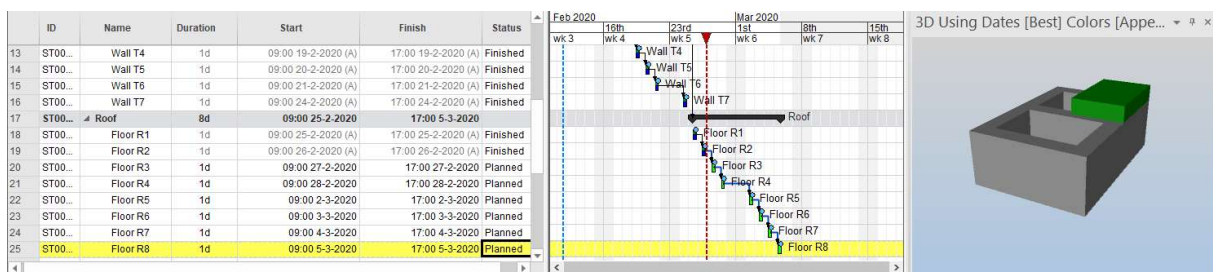 ID Name Duration Start Finish Status
13 ST00... Wall T4 1d 09:00 19-2-2020 (A) 17:00 19-2-2020 (A) Finished
14 ST00... Wall T5 1d 09:00 20-2-2020 (A) 17:00 20-2-2020 (A) Finished
15 ST00... Wall T6 1d 09:00 21-2-2020 (A) 17:00 21-2-2020 (A) Finished
16 ST00... Wall T7 1d 09:00 24-2-2020 (A) 17:00 24-2-2020 (A) Finished
17 ST00... Roof 8d 09:00 25-2-2020 17:00 5-3-2020
18 ST00... Floor R1 1d 09:00 25-2-2020 (A) 17:00 25-2-2020 (A) Finished
19 ST00... Floor R2 1d 09:00 26-2-2020 (A) 17:00 26-2-2020 (A) Finished
20 ST00... Floor R3 1d 09:00 27-2-2020 17:00 27-2-2020 Planned
21 ST00... Floor R4 1d 09:00 28-2-2020 17:00 28-2-2020 Planned
22 ST00... Floor R5 1d 09:00 2-3-2020 17:00 2-3-2020 Planned
23 ST00... Floor R6 1d 09:00 3-3-2020 17:00 3-3-2020 Planned
24 ST00... Floor R7 1d 09:00 4-3-2020 17:00 4-3-2020 Planned
25 ST00... Floor R8 1d 09:00 5-3-2020 17:00 5-3-2020 Planned
Feb 2020 Mar 2020
16th 23rd 1st 8th 15th
wk 3 wk 4 wk 5 wk 6 wk 7 wk 8
Wall T4
Wall T5
Wall T6
Wall T7
Roof
Floor R1
Floor R2
Floor R3
Floor R4
Floor R5
Floor R6
Floor R7
Floor R8
3D Using Dates [Best] Colors [Appe...